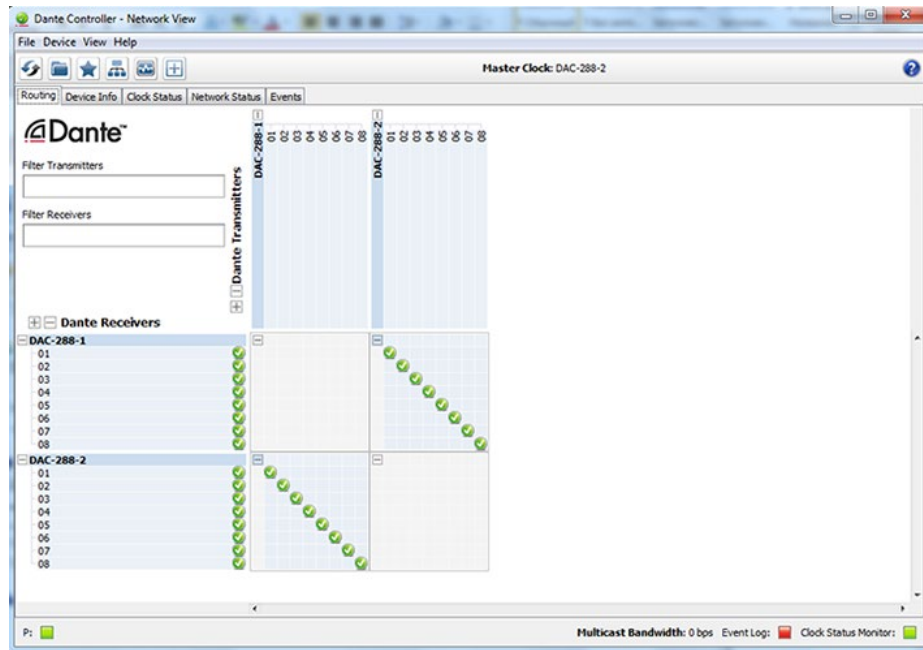 Dante Controller - Network View
File Device View Help
Master Clock: DAC-288-2
Routing Device Info Clock Status Network Status Events
Dante™
Filter Transmitters
Filter Receivers
Dante Transmitters
DAC-288-1
01 02 03 04 05 06 07 08
DAC-288-2
01 02 03 04 05 06 07 08
Dante Receivers
DAC-288-1
01
02
03
04
05
06
07
08
DAC-288-2
01
02
03
04
05
06
07
08
P:
Multicast Bandwidth: 0 bps Event Log: Clock Status Monitor: